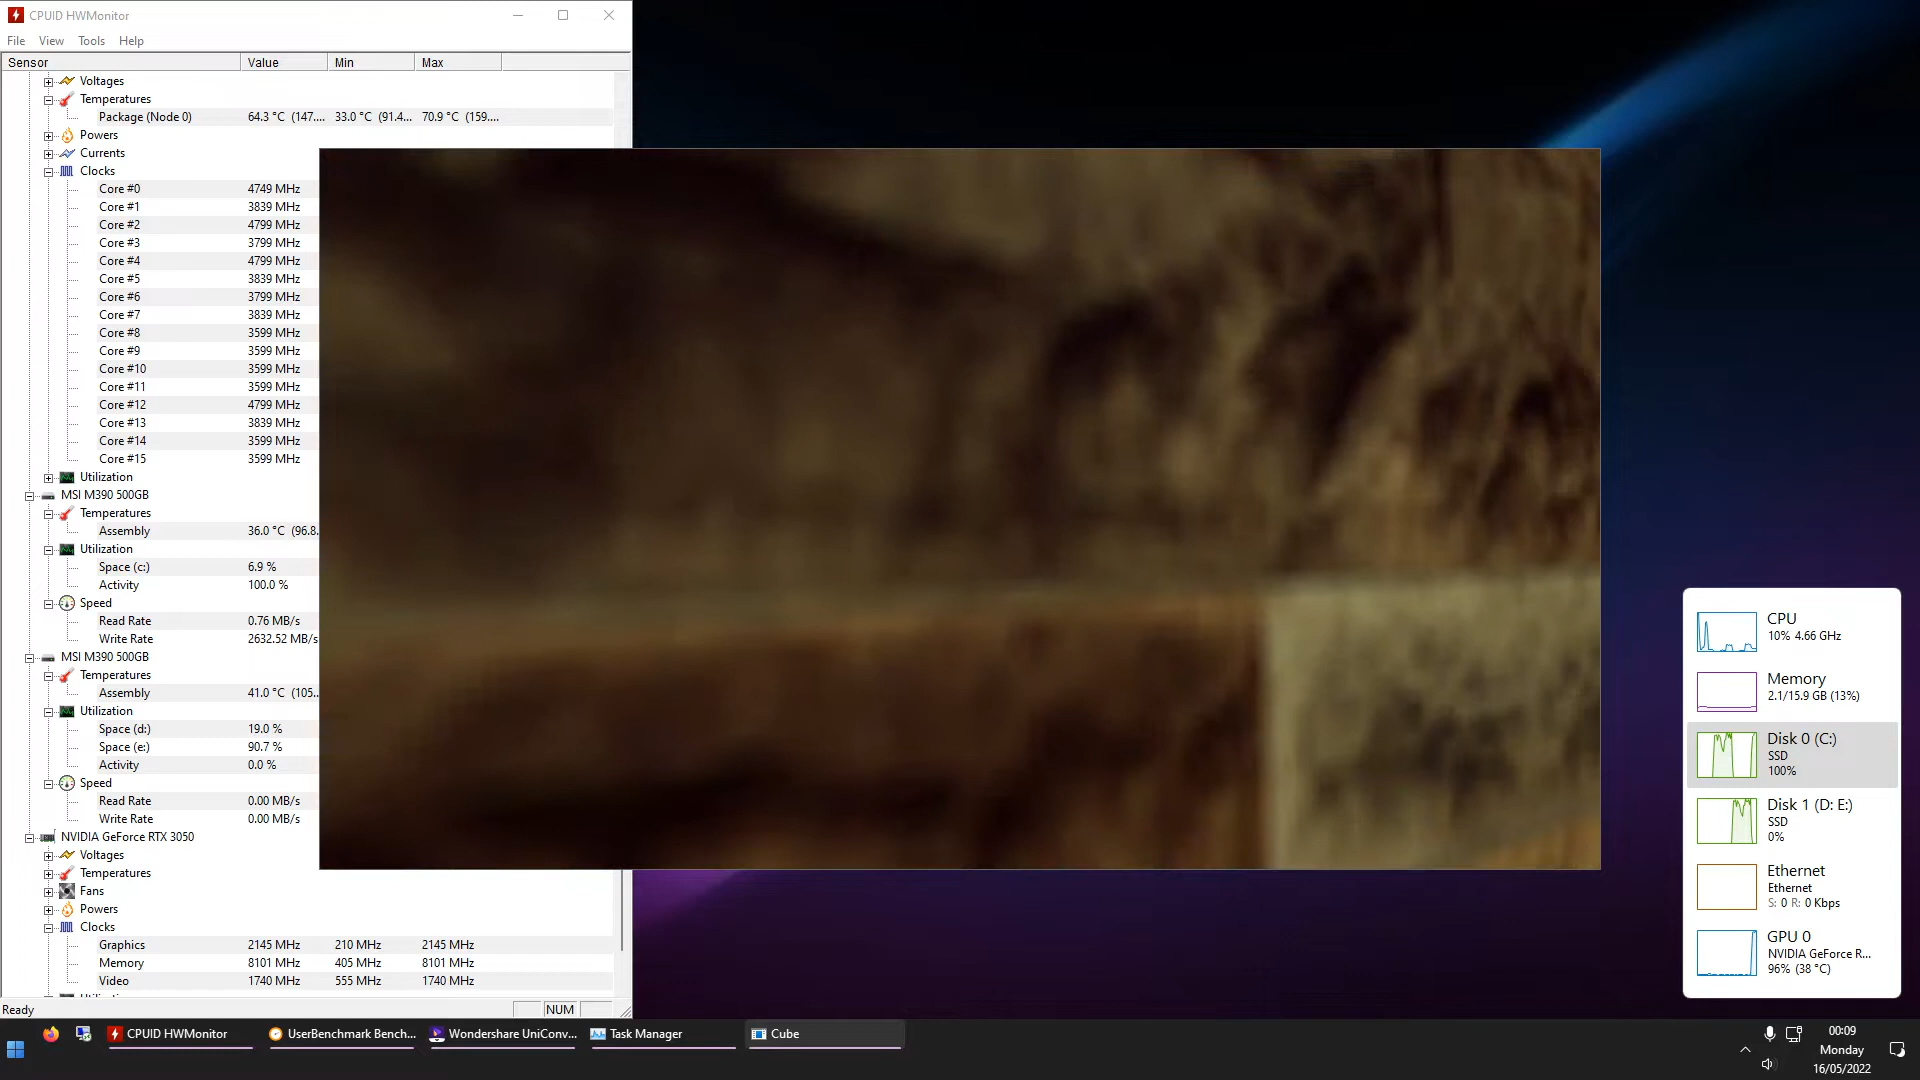 CPUID HWMonitor
File View Tools Help
Sensor Value Min Max
Voltages
Temperatures
Package (Node 0) 64.3 °C (147.... 33.0 °C (91.4... 70.9 °C (159....
Powers
Currents
Clocks
Core #0 4749 MHz
Core #1 3839 MHz
Core #2 4799 MHz
Core #3 3799 MHz
Core #4 4799 MHz
Core #5 3839 MHz
Core #6 3799 MHz
Core #7 3839 MHz
Core #8 3599 MHz
Core #9 3599 MHz
Core #10 3599 MHz
Core #11 3599 MHz
Core #12 4799 MHz
Core #13 3839 MHz
Core #14 3599 MHz
Core #15 3599 MHz
Utilization
MSI M390 500GB
Temperatures
Assembly 36.0 °C (96.8..
Utilization
Space (c:) 6.9 %
Activity 100.0 %
Speed
Read Rate 0.76 MB/s
Write Rate 2632.52 MB/s
MSI M390 500GB
Temperatures
Assembly 41.0 °C (105..
Utilization
Space (d:) 19.0 %
Space (e:) 90.7 %
Activity 0.0 %
Speed
Read Rate 0.00 MB/s
Write Rate 0.00 MB/s
NVIDIA GeForce RTX 3050
Voltages
Temperatures
Fans
Powers
Clocks
Graphics 2145 MHz 210 MHz 2145 MHz
Memory 8101 MHz 405 MHz 8101 MHz
Video 1740 MHz 555 MHz 1740 MHz
Ready NUM
CPU
10% 4.66 GHz
Memory
2.1/15.9 GB (13%)
Disk 0 (C:)
SSD
100%
Disk 1 (D: E:)
SSD
0%
Ethernet
Ethernet
S: 0 R: 0 Kbps
GPU 0
NVIDIA GeForce R...
96% (38 °C)
CPUID HWMonitor UserBenchmark Bench... Wondershare UniConv... Task Manager Cube
00:09
Monday
16/05/2022